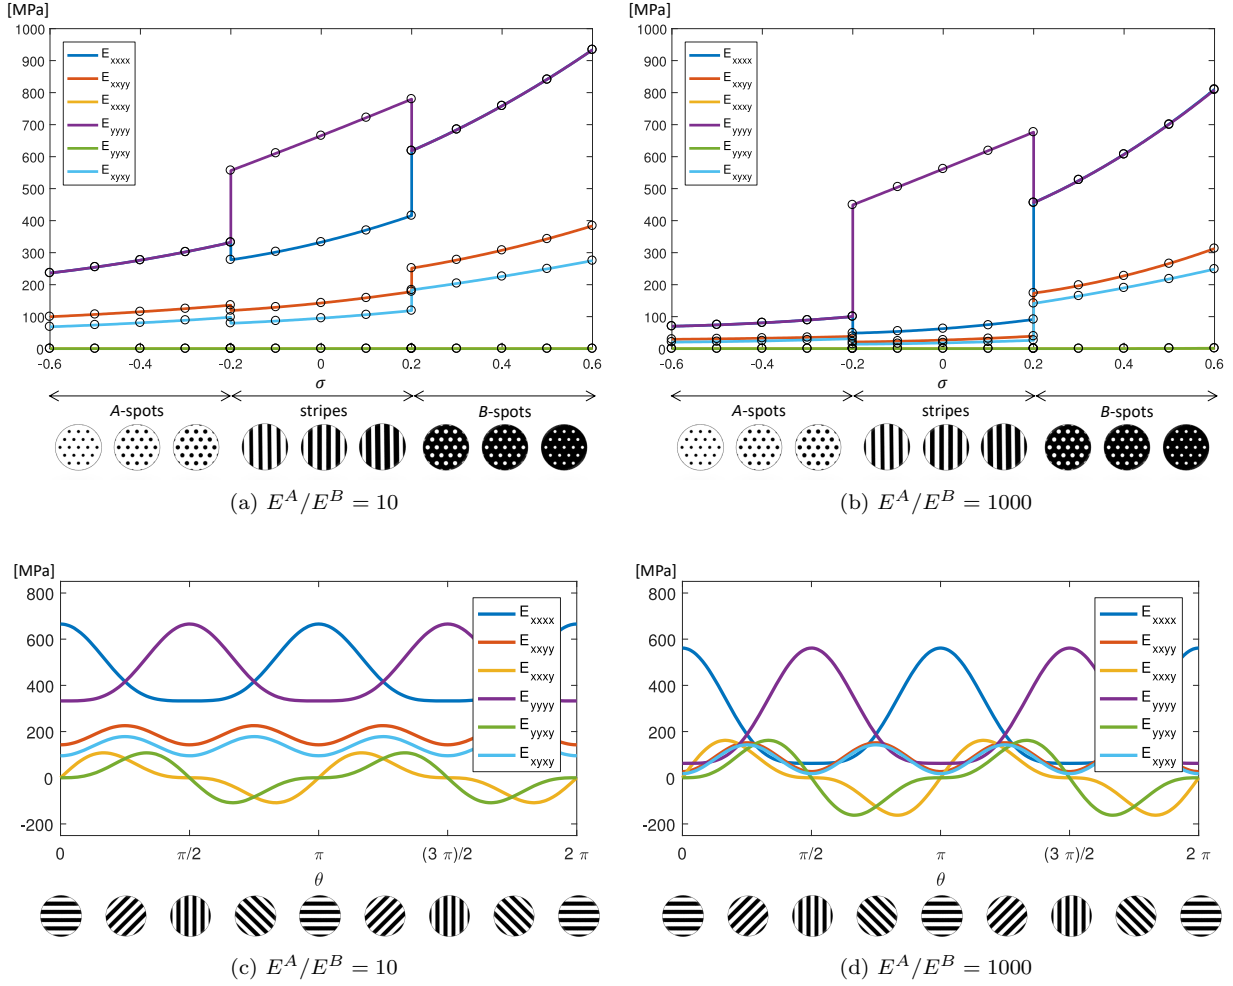 [MPa]
1000
900
800
700
600
500
400
300
200
100
0
E_xxxx
E_xxyy
E_xxxy
E_yyyy
E_yyxy
E_xyxy
-0.6
-0.4
-0.2
0
0.2
0.4
0.6
σ
A-spots
stripes
B-spots
(a) E^A/E^B = 10
[MPa]
1000
900
800
700
600
500
400
300
200
100
0
E_xxxx
E_xxyy
E_xxxy
E_yyyy
E_yyxy
E_xyxy
-0.6
-0.4
-0.2
0
0.2
0.4
0.6
σ
A-spots
stripes
B-spots
(b) E^A/E^B = 1000
[MPa]
800
600
400
200
0
-200
E_xxxx
E_xxyy
E_xxxy
E_yyyy
E_yyxy
E_xyxy
0
π/2
π
(3 π)/2
2 π
θ
(c) E^A/E^B = 10
[MPa]
800
600
400
200
0
-200
E_xxxx
E_xxyy
E_xxxy
E_yyyy
E_yyxy
E_xyxy
0
π/2
π
(3 π)/2
2 π
θ
(d) E^A/E^B = 1000